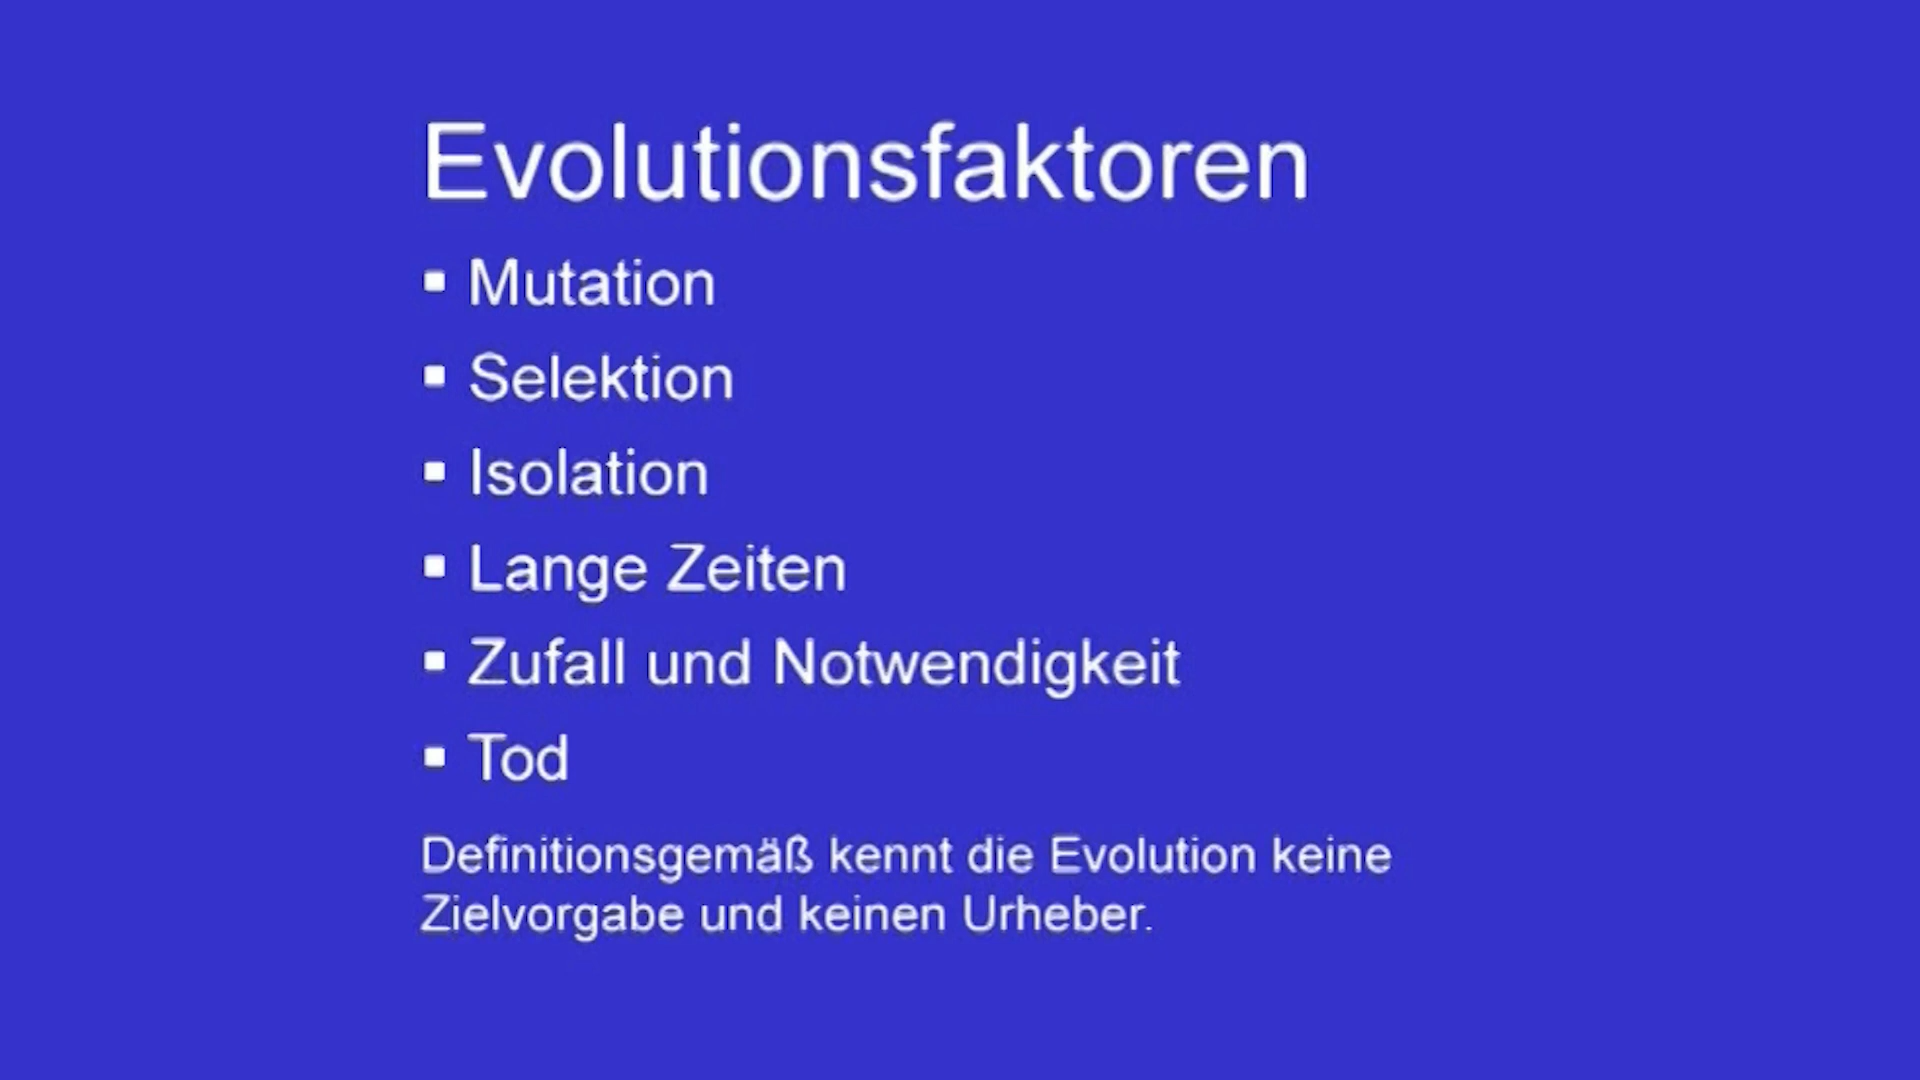 Evolutionsfaktoren
▪ Mutation
▪ Selektion
▪ Isolation
▪ Lange Zeiten
▪ Zufall und Notwendigkeit
▪ Tod
Definitionsgemäß kennt die Evolution keine
Zielvorgabe und keinen Urheber.